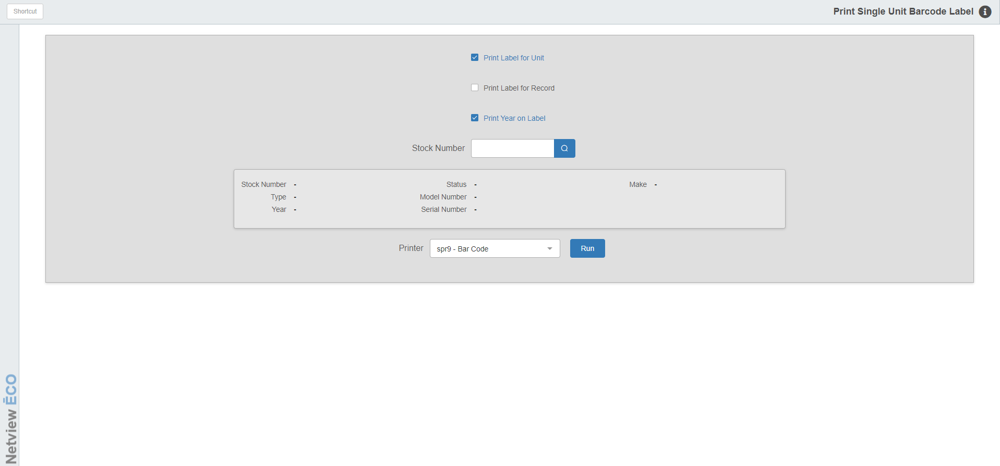 Shortcut
Print Single Unit Barcode Label
Print Label for Unit
Print Label for Record
Print Year on Label
Stock Number
Stock Number -
Status -
Make -
Type -
Model Number -
Year -
Serial Number -
Printer spr9 - Bar Code Run
Netview ĒCO